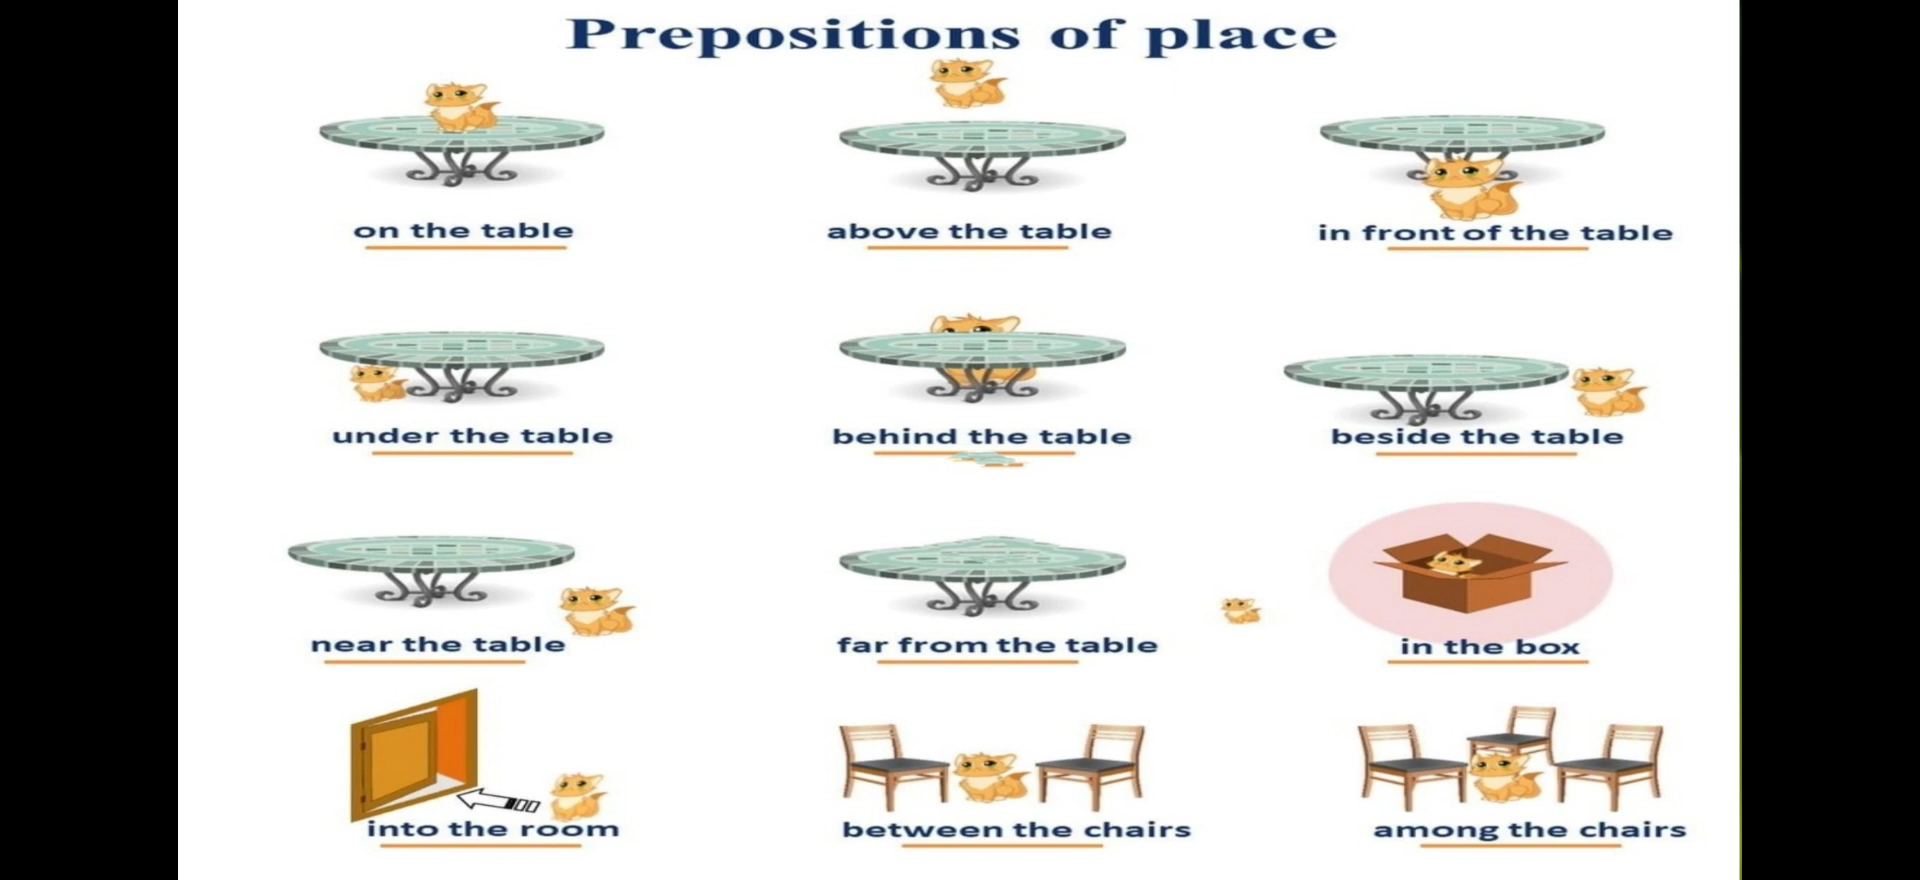 Prepositions of place
on the table
above the table
in front of the table
under the table
behind the table
beside the table
near the table
far from the table
in the box
into the room
between the chairs
among the chairs